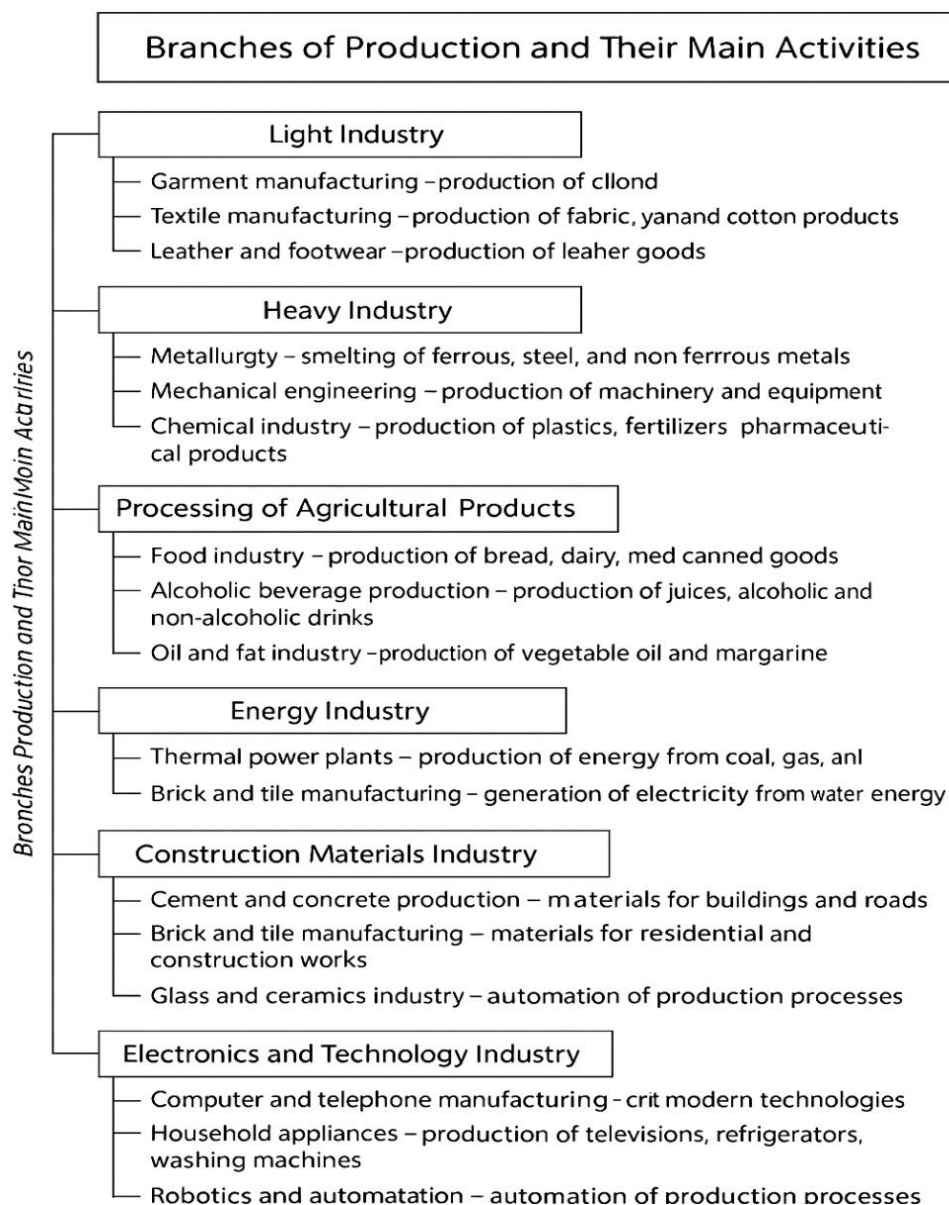 Branches of Production and Their Main Activities
Light Industry
Garment manufacturing – production of cllond
Textile manufacturing – production of fabric, yanand cotton products
Leather and footwear – production of leaher goods
Heavy Industry
Metallurgty – smelting of ferrous, steel, and non ferrrous metals
Mechanical engineering – production of machinery and equipment
Chemical industry – production of plastics, fertilizers pharmaceuti-
cal products
Processing of Agricultural Products
Food industry – production of bread, dairy, med canned goods
Alcoholic beverage production – production of juices, alcoholic and
non-alcoholic drinks
Oil and fat industry – production of vegetable oil and margarine
Energy Industry
Thermal power plants – production of energy from coal, gas, anl
Brick and tile manufacturing – generation of electricity from water energy
Construction Materials Industry
Cement and concrete production – materials for buildings and roads
Brick and tile manufacturing – materials for residential and
construction works
Glass and ceramics industry – automation of production processes
Electronics and Technology Industry
Computer and telephone manufacturing - crit modern technologies
Household appliances – production of televisions, refrigerators,
washing machines
Robotics and automatation – automation of production processes
Bronches Production and Thor Main Moin